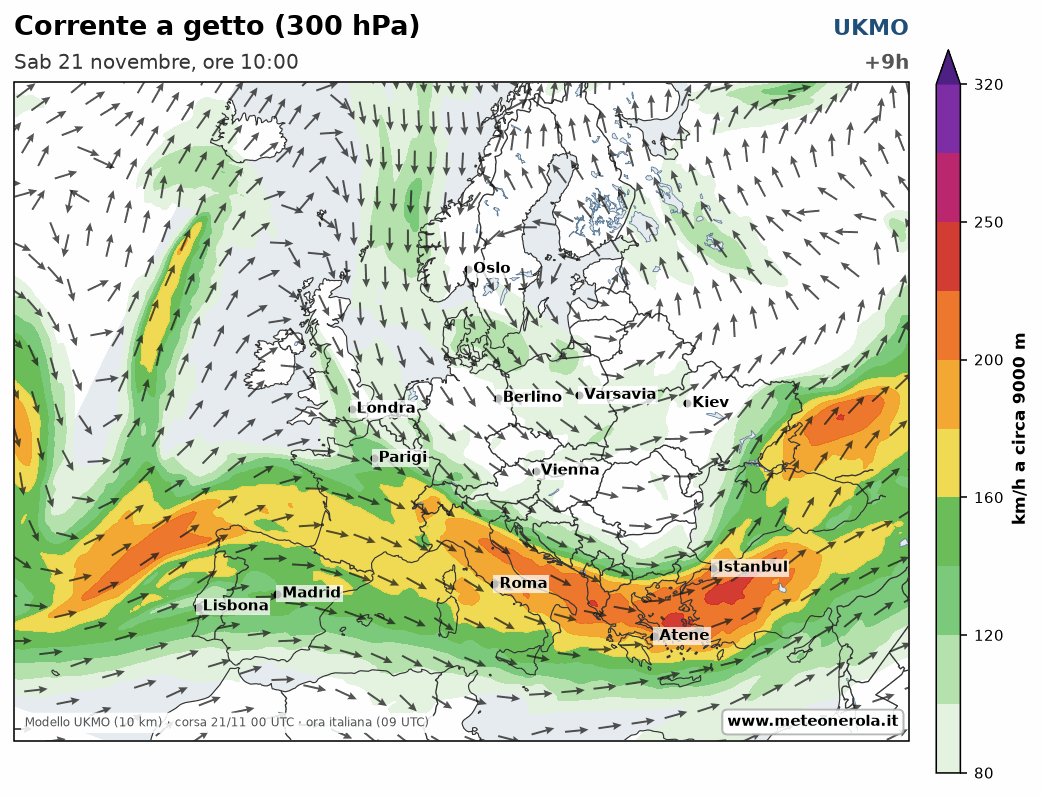 Corrente a getto (300 hPa)
UKMO
Sab 21 novembre, ore 10:00
+9h
320
250
200
160
120
80
km/h a circa 9000 m
Oslo
Berlino
Varsavia
Kiev
Londra
Parigi
Vienna
Istanbul
Roma
Madrid
Lisbona
Atene
Modello UKMO (10 km) · corsa 21/11 00 UTC · ora italiana (09 UTC)
www.meteonerola.it